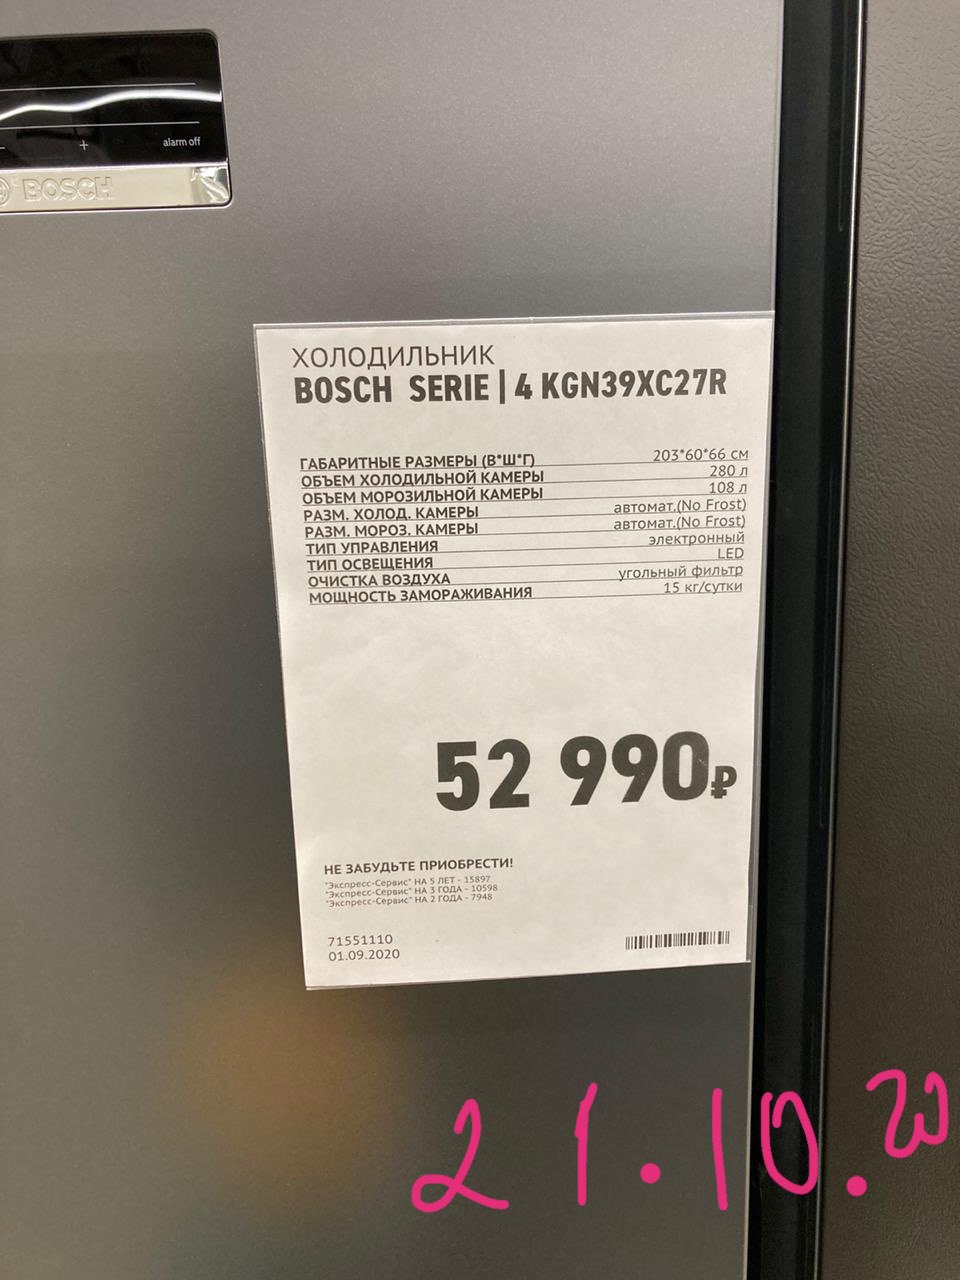 - + alarm off
BOSCH
ХОЛОДИЛЬНИК
BOSCH SERIE | 4 KGN39XC27R
ГАБАРИТНЫЕ РАЗМЕРЫ (В*Ш*Г) 203*60*66 см
ОБЪЕМ ХОЛОДИЛЬНОЙ КАМЕРЫ 280 л
ОБЪЕМ МОРОЗИЛЬНОЙ КАМЕРЫ 108 л
РАЗМ. ХОЛОД. КАМЕРЫ автомат.(No Frost)
РАЗМ. МОРОЗ. КАМЕРЫ автомат.(No Frost)
ТИП УПРАВЛЕНИЯ электронный
ТИП ОСВЕЩЕНИЯ LED
ОЧИСТКА ВОЗДУХА угольный фильтр
МОЩНОСТЬ ЗАМОРАЖИВАНИЯ 15 кг/сутки
52 990₽
НЕ ЗАБУДЬТЕ ПРИОБРЕСТИ!
"Экспресс-Сервис" НА 5 ЛЕТ - 15897
"Экспресс-Сервис" НА 3 ГОДА - 10598
"Экспресс-Сервис" НА 2 ГОДА - 7948
71551110
01.09.2020
21.10.20